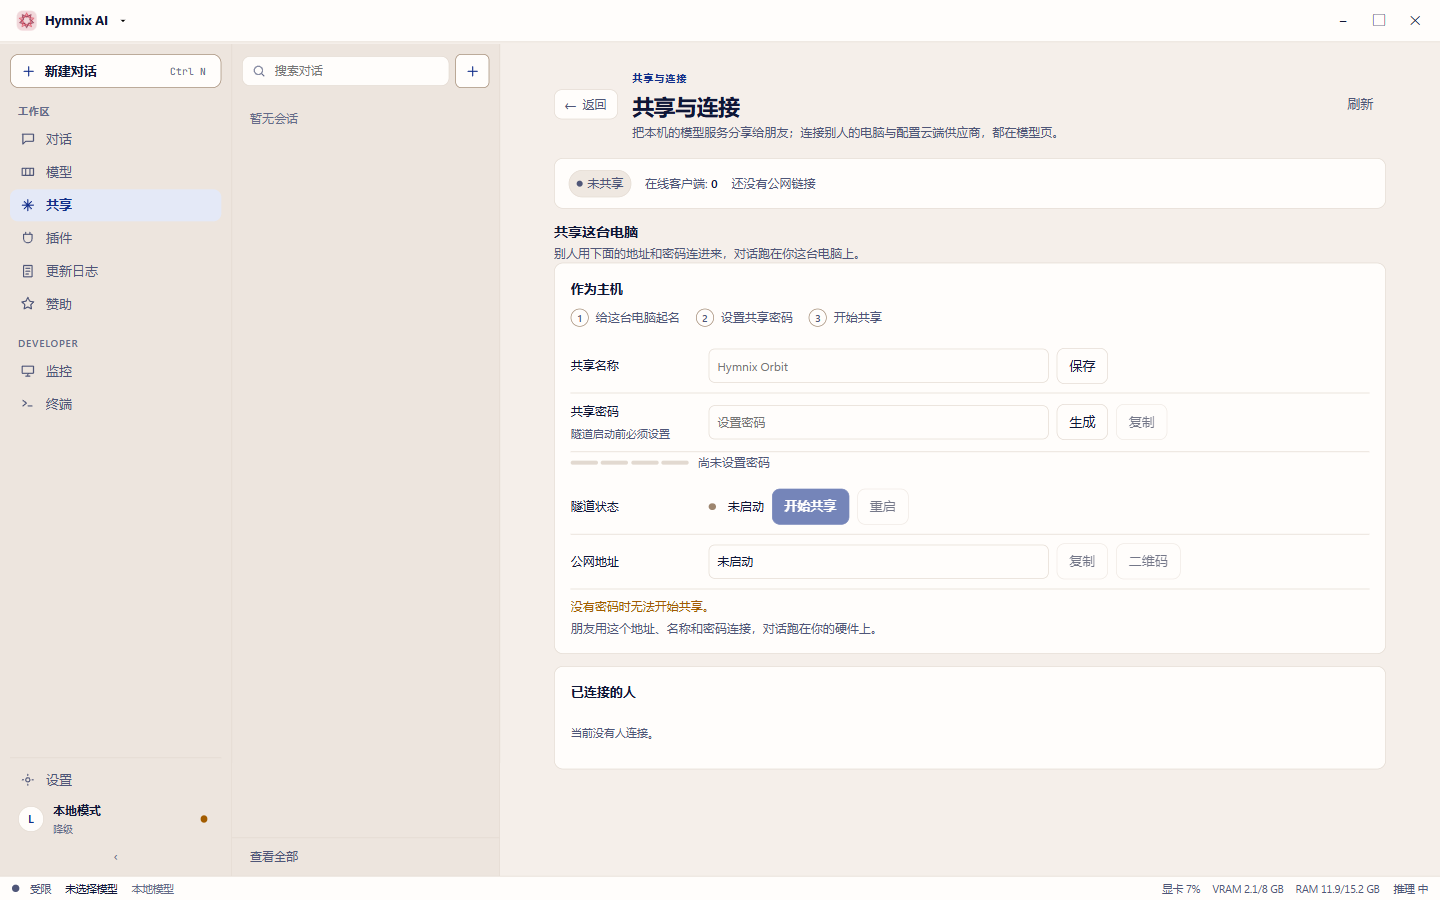 Hymnix AI
新建对话 Ctrl N
工作区
对话
模型
共享
插件
更新日志
赞助
DEVELOPER
监控
终端
设置
L
本地模式
降级
搜索对话
暂无会话
查看全部
← 返回
共享与连接
共享与连接
把本机的模型服务分享给朋友；连接别人的电脑与配置云端供应商，都在模型页。
刷新
未共享 在线客户端: 0 还没有公网链接
共享这台电脑
别人用下面的地址和密码连进来，对话跑在你这台电脑上。
作为主机
1 给这台电脑起名 2 设置共享密码 3 开始共享
共享名称 Hymnix Orbit 保存
共享密码 设置密码 生成 复制
隧道启动前必须设置
尚未设置密码
隧道状态 未启动 开始共享 重启
公网地址 未启动 复制 二维码
没有密码时无法开始共享。
朋友用这个地址、名称和密码连接，对话跑在你的硬件上。
已连接的人
当前没有人连接。
受限 未选择模型 本地模型
显卡 7% VRAM 2.1/8 GB RAM 11.9/15.2 GB 推理 中